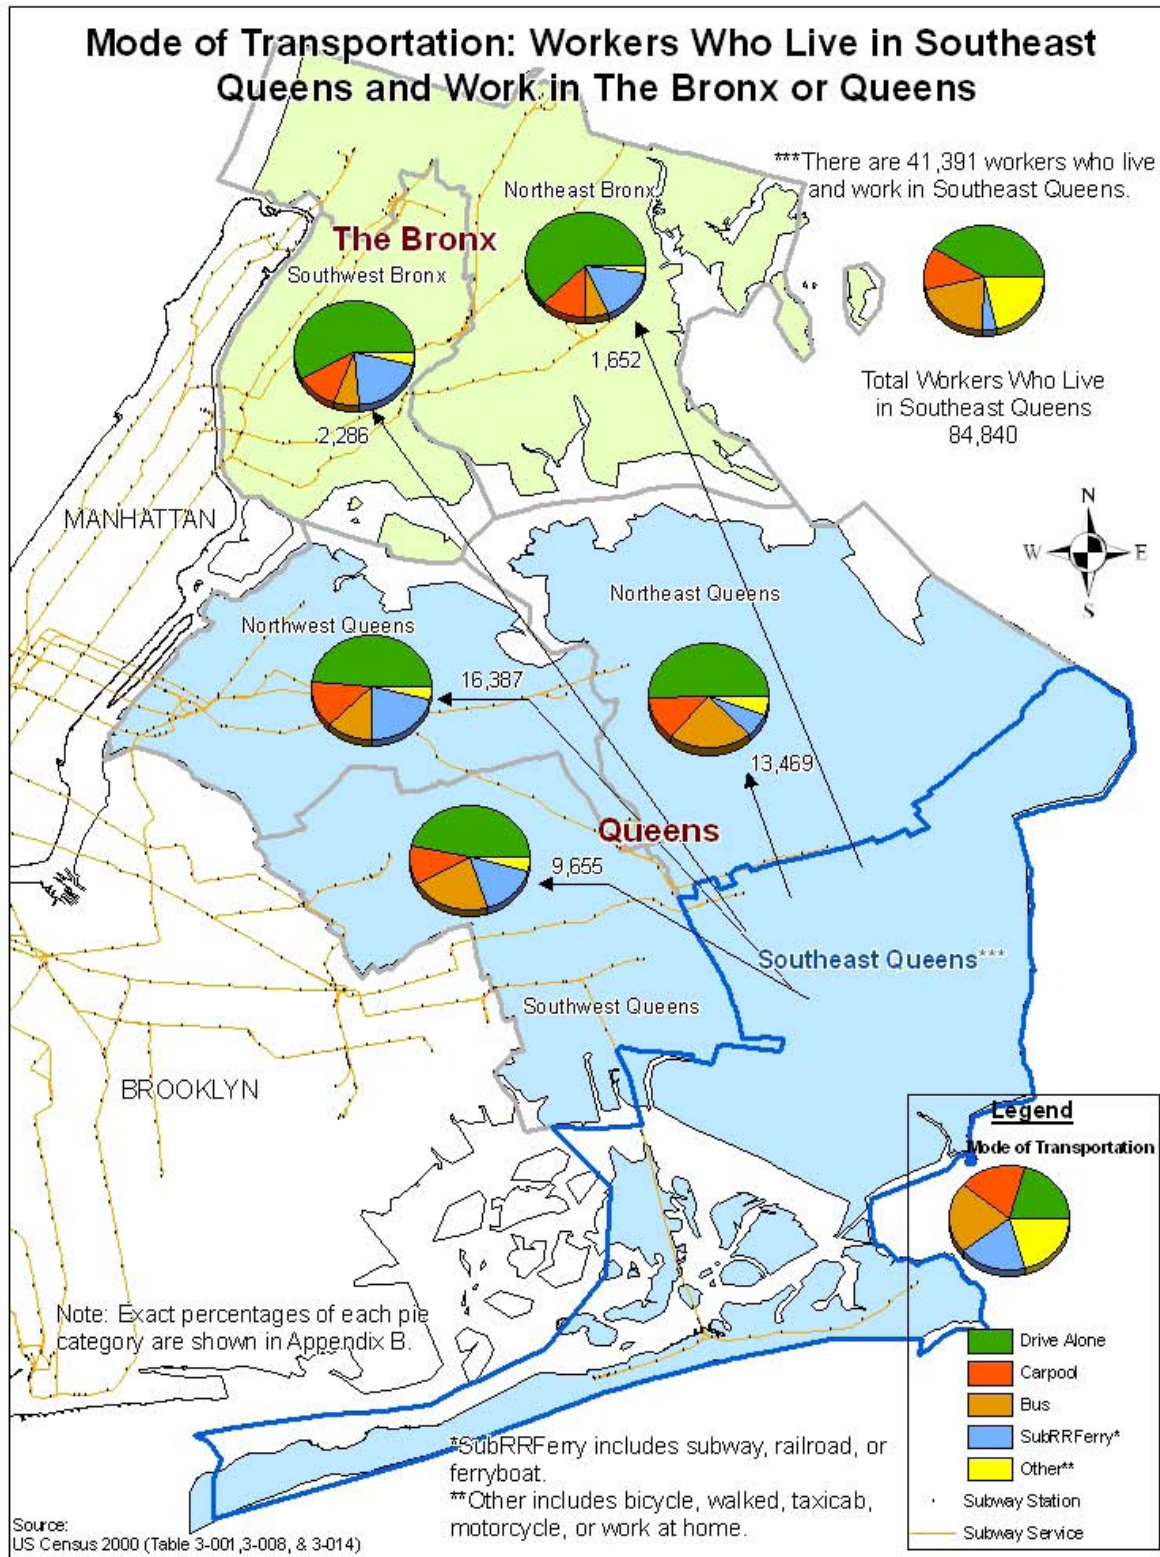 Mode of Transportation: Workers Who Live in Southeast
Queens and Work in The Bronx or Queens
***There are 41,391 workers who live
and work in Southeast Queens.
Northeast Bronx
The Bronx
Southwest Bronx
1,652
Total Workers Who Live
in Southeast Queens
84,840
2,286
MANHATTAN
N
W
E
S
Northeast Queens
Northwest Queens
16,387
13,469
Queens
9,655
Southeast Queens***
Southwest Queens
BROOKLYN
Legend
Mode of Transportation
Note: Exact percentages of each pie
category are shown in Appendix B.
Drive Alone
Carpool
Bus
SubRRFerry*
Other**
Subway Station
Subway Service
*SubRRFerry includes subway, railroad, or
ferryboat.
**Other includes bicycle, walked, taxicab,
motorcycle, or work at home.
Source:
US Census 2000 (Table 3-001,3-008, & 3-014)